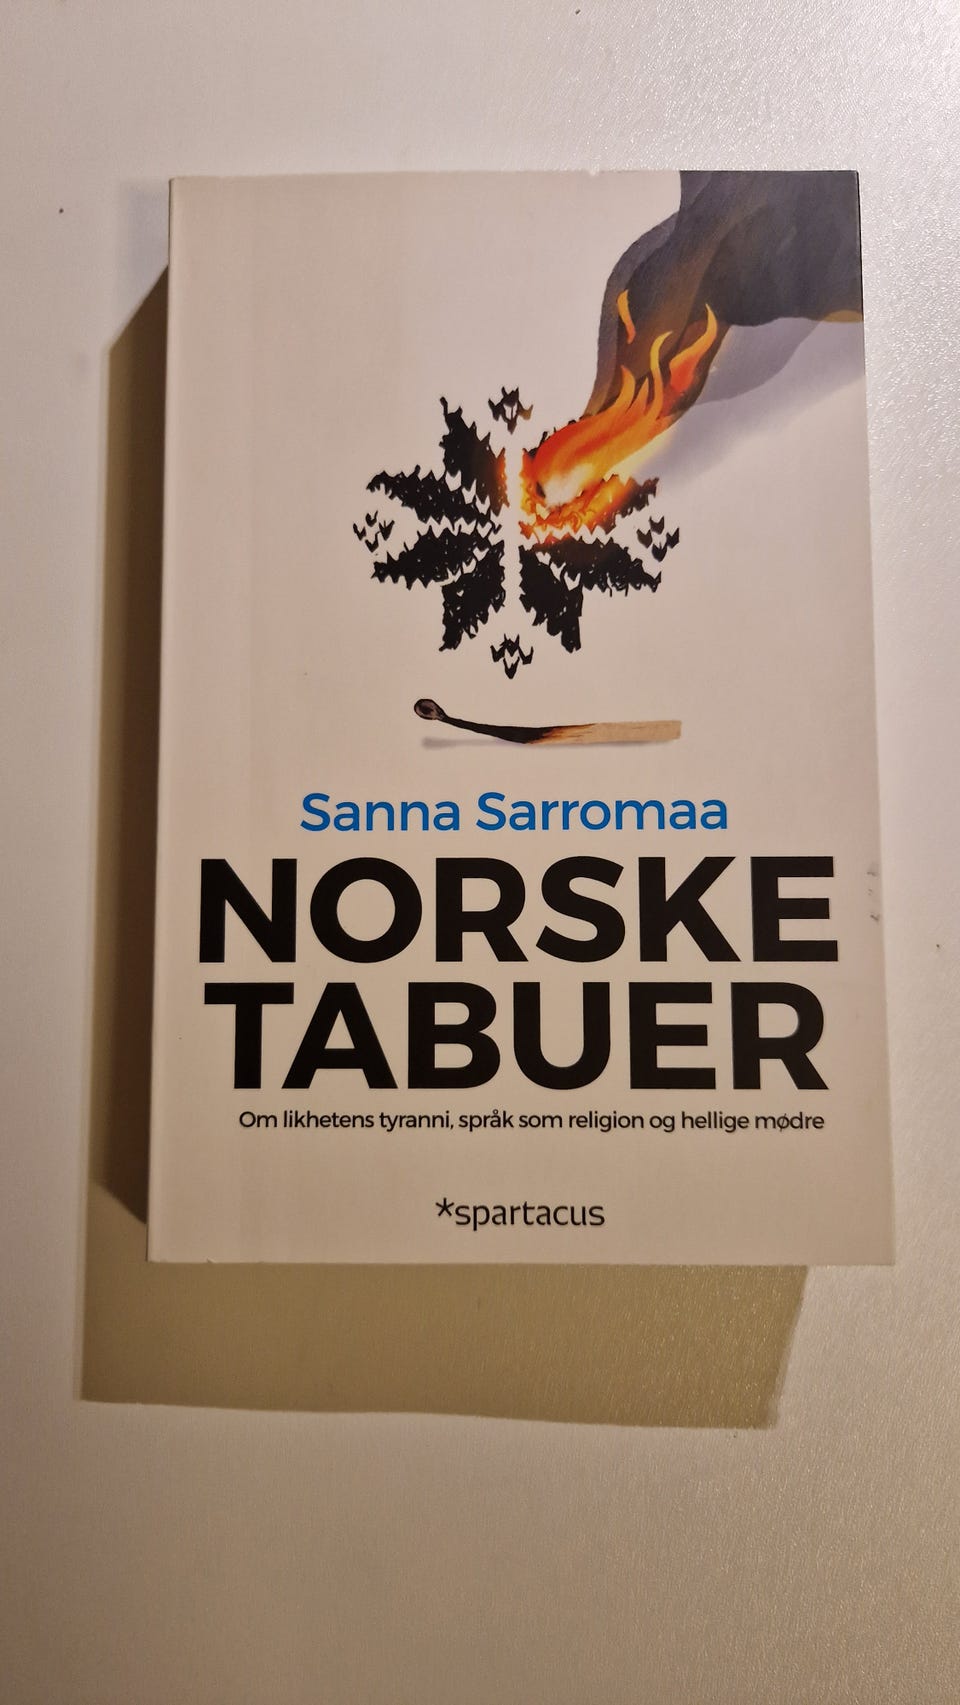 Sanna Sarromaa
NORSKE
TABUER
Om likhetens tyranni, språk som religion og hellige mødre
*spartacus